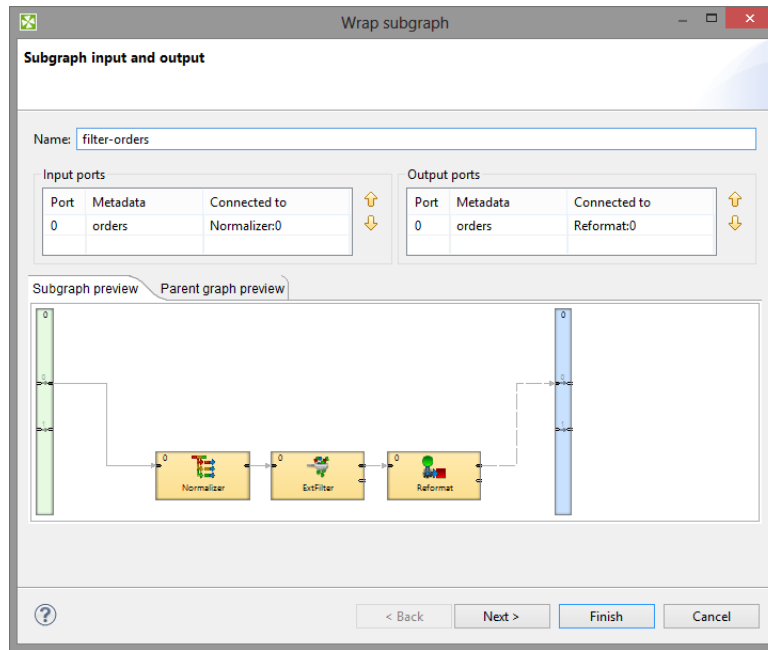 Wrap subgraph
Subgraph input and output
Name: filter-orders
Input ports
Port Metadata Connected to
0 orders Normalizer:0
Output ports
Port Metadata Connected to
0 orders Reformat:0
Subgraph preview Parent graph preview
0 0
0 0
0 0 0
Normalizer ExtFilter Reformat
? < Back Next > Finish Cancel